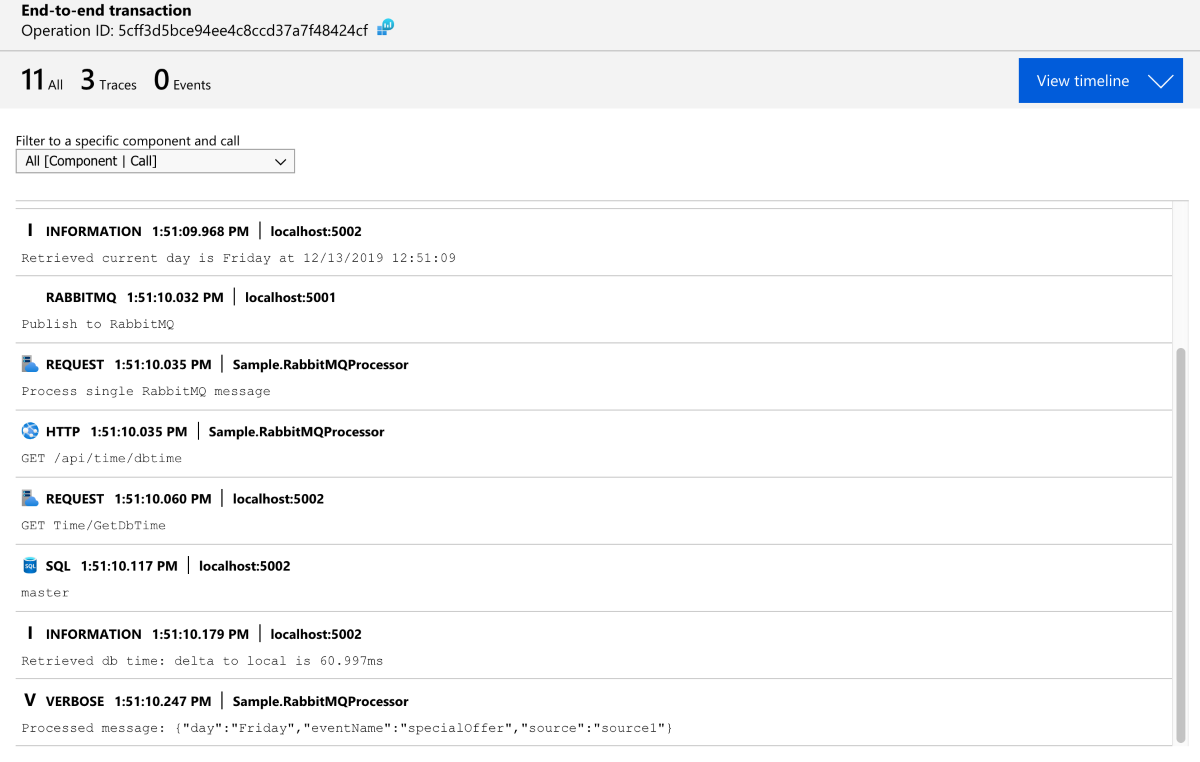 End-to-end transaction
Operation ID: 5cff3d5bce94ee4c8ccd37a7f48424cf
11 All 3 Traces 0 Events
View timeline
Filter to a specific component and call
All [Component | Call]
I INFORMATION 1:51:09.968 PM | localhost:5002
Retrieved current day is Friday at 12/13/2019 12:51:09
RABBITMQ 1:51:10.032 PM | localhost:5001
Publish to RabbitMQ
REQUEST 1:51:10.035 PM | Sample.RabbitMQProcessor
Process single RabbitMQ message
HTTP 1:51:10.035 PM | Sample.RabbitMQProcessor
GET /api/time/dbtime
REQUEST 1:51:10.060 PM | localhost:5002
GET Time/GetDbTime
SQL SQL 1:51:10.117 PM | localhost:5002
master
I INFORMATION 1:51:10.179 PM | localhost:5002
Retrieved db time: delta to local is 60.997ms
V VERBOSE 1:51:10.247 PM | Sample.RabbitMQProcessor
Processed message: {"day":"Friday","eventName":"specialOffer","source":"source1"}